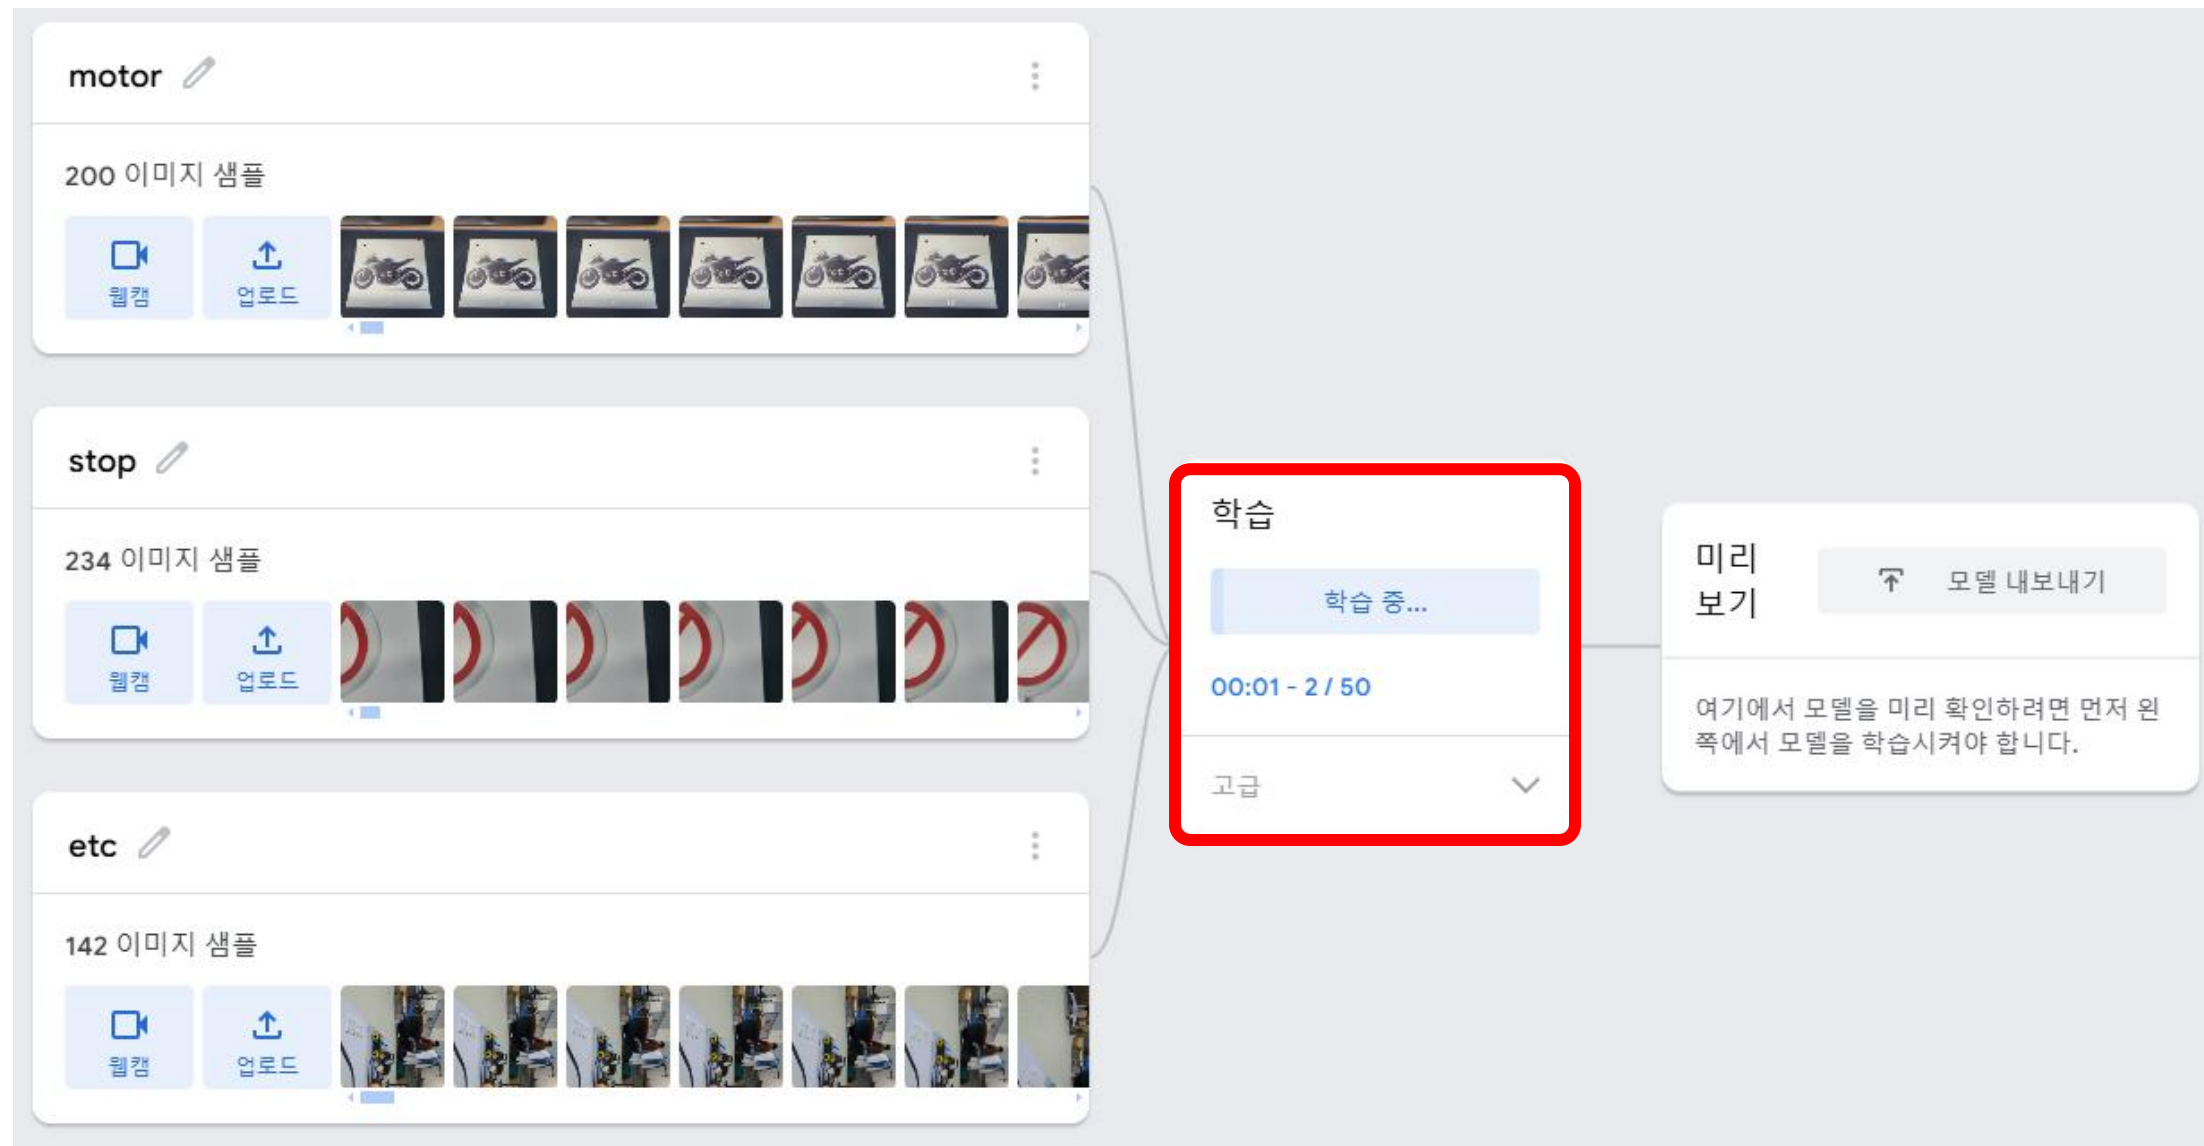 motor
200 이미지 샘플
웹캠
업로드
stop
234 이미지 샘플
웹캠
업로드
etc
142 이미지 샘플
웹캠
업로드
학습
학습 중...
00:01 - 2 / 50
고급
미리
보기
모델 내보내기
여기에서 모델을 미리 확인하려면 먼저 왼
쪽에서 모델을 학습시켜야 합니다.